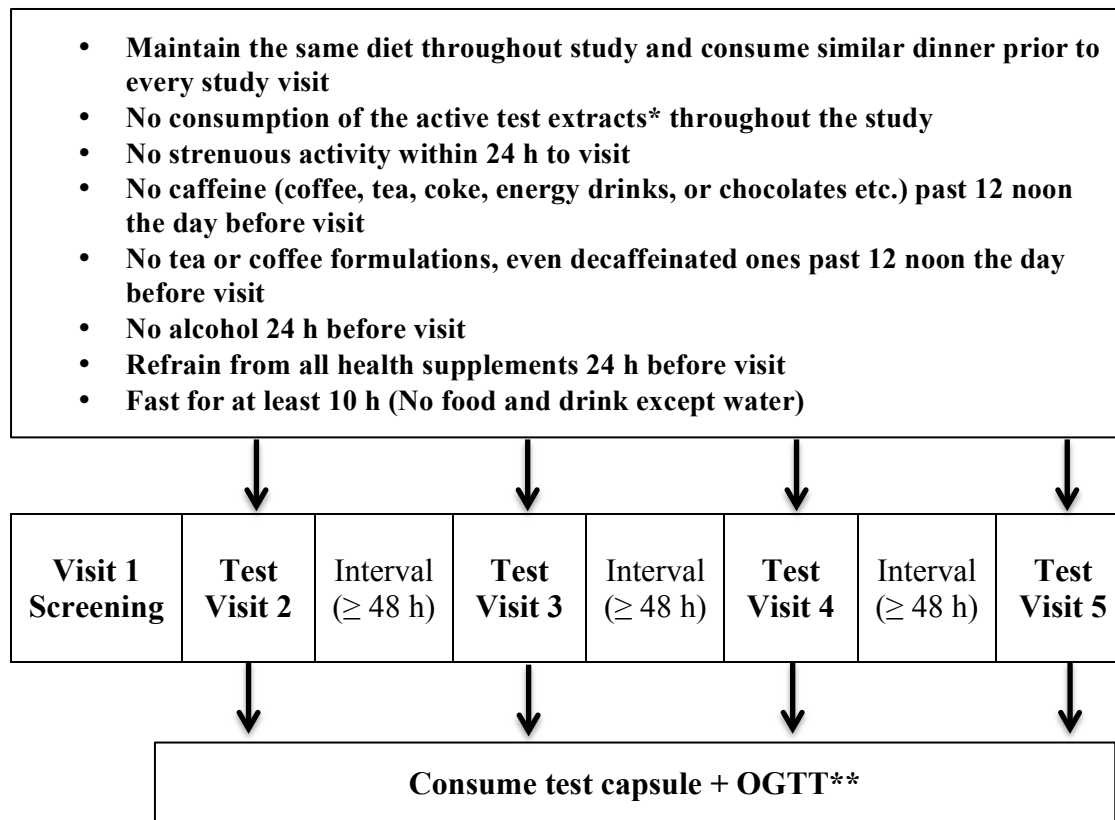 • Maintain the same diet throughout study and consume similar dinner prior to
every study visit
• No consumption of the active test extracts* throughout the study
• No strenuous activity within 24 h to visit
• No caffeine (coffee, tea, coke, energy drinks, or chocolates etc.) past 12 noon
the day before visit
• No tea or coffee formulations, even decaffeinated ones past 12 noon the day
before visit
• No alcohol 24 h before visit
• Refrain from all health supplements 24 h before visit
• Fast for at least 10 h (No food and drink except water)
Visit 1
Screening
Test
Visit 2
Interval
(≥ 48 h)
Test
Visit 3
Interval
(≥ 48 h)
Test
Visit 4
Interval
(≥ 48 h)
Test
Visit 5
Consume test capsule + OGTT**